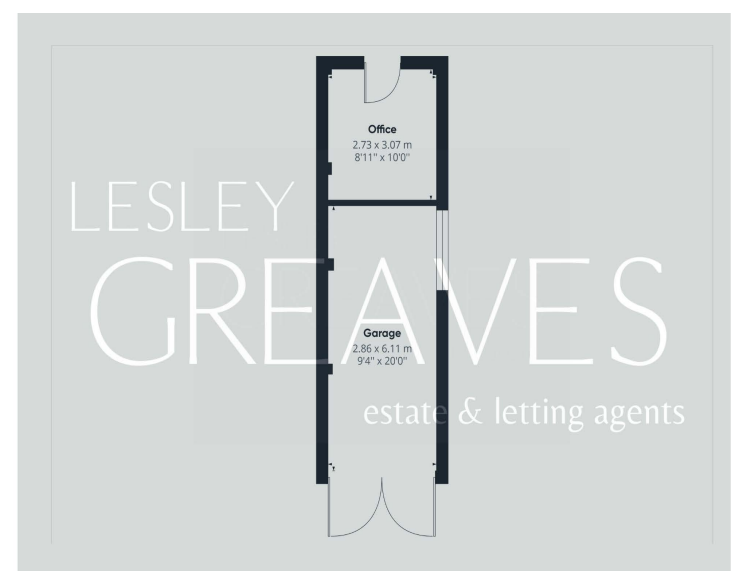 Office
2.73 x 3.07 m
8'11" x 10'0"
LESLEY
GREAVES
Garage
2.86 x 6.11 m
9'4" x 20'0"
estate & letting agents